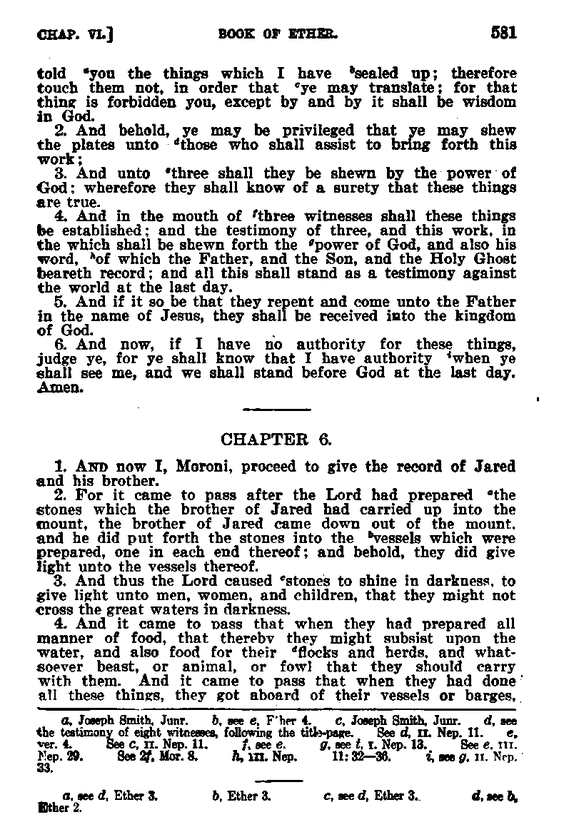 CHAP. VI.] BOOK OF ETHER. 581
told ᵃyou the things which I have ᵇsealed up; therefore
touch them not, in order that ᶜye may translate; for that
thing is forbidden you, except by and by it shall be wisdom
in God.
2. And behold, ye may be privileged that ye may shew
the plates unto ᵈthose who shall assist to bring forth this
work;
3. And unto ᵉthree shall they be shewn by the power of
God; wherefore they shall know of a surety that these things
are true.
4. And in the mouth of ᶠthree witnesses shall these things
be established; and the testimony of three, and this work, in
the which shall be shewn forth the ᵍpower of God, and also his
word, ʰof which the Father, and the Son, and the Holy Ghost
beareth record; and all this shall stand as a testimony against
the world at the last day.
5. And if it so be that they repent and come unto the Father
in the name of Jesus, they shall be received into the kingdom
of God.
6. And now, if I have no authority for these things,
judge ye, for ye shall know that I have authority ⁱwhen ye
shall see me, and we shall stand before God at the last day.
Amen.
CHAPTER 6.
1. AND now I, Moroni, proceed to give the record of Jared
and his brother.
2. For it came to pass after the Lord had prepared ᵃthe
stones which the brother of Jared had carried up into the
mount, the brother of Jared came down out of the mount,
and he did put forth the stones into the ᵇvessels which were
prepared, one in each end thereof; and behold, they did give
light unto the vessels thereof.
3. And thus the Lord caused ᶜstones to shine in darkness, to
give light unto men, women, and children, that they might not
cross the great waters in darkness.
4. And it came to pass that when they had prepared all
manner of food, that thereby they might subsist upon the
water, and also food for their ᵈflocks and herds, and what-
soever beast, or animal, or fowl that they should carry
with them. And it came to pass that when they had done
all these things, they got aboard of their vessels or barges,
a, Joseph Smith, Junr. b, see e, Ether 4. c, Joseph Smith, Junr. d, see
the testimony of eight witnesses, following the title-page. See d, II. Nep. 11. e,
ver. 4. See c, II. Nep. 11. f, see e. g, see i, I. Nep. 13. See e, III.
Nep. 29. See 2f, Mor. 8. h, III. Nep. 11: 32—36. i, see g, II. Nep.
33.
a, see d, Ether 3. b, Ether 3. c, see d, Ether 3. d, see b,
Ether 2.